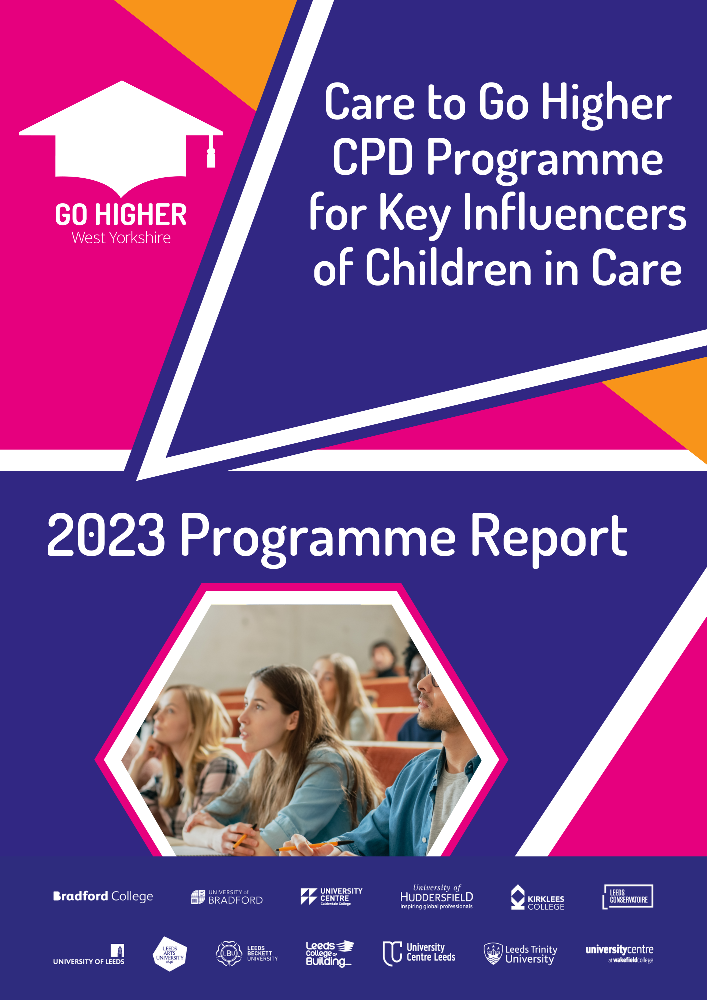 Care to Go Higher
CPD Programme
for Key Influencers
of Children in Care
GO HIGHER
West Yorkshire
2023 Programme Report
Bradford College
UNIVERSITY of
BRADFORD
UNIVERSITY
CENTRE
Calderdale College
University of
HUDDERSFIELD
Inspiring global professionals
KIRKLEES
COLLEGE
LEEDS
CONSERVATOIRE
UNIVERSITY OF LEEDS
LEEDS
ARTS
UNIVERSITY
1846
LBU
LEEDS
BECKETT
UNIVERSITY
Leeds
College of
Building
University
Centre Leeds
Leeds Trinity
University
universitycentre
at wakefieldcollege